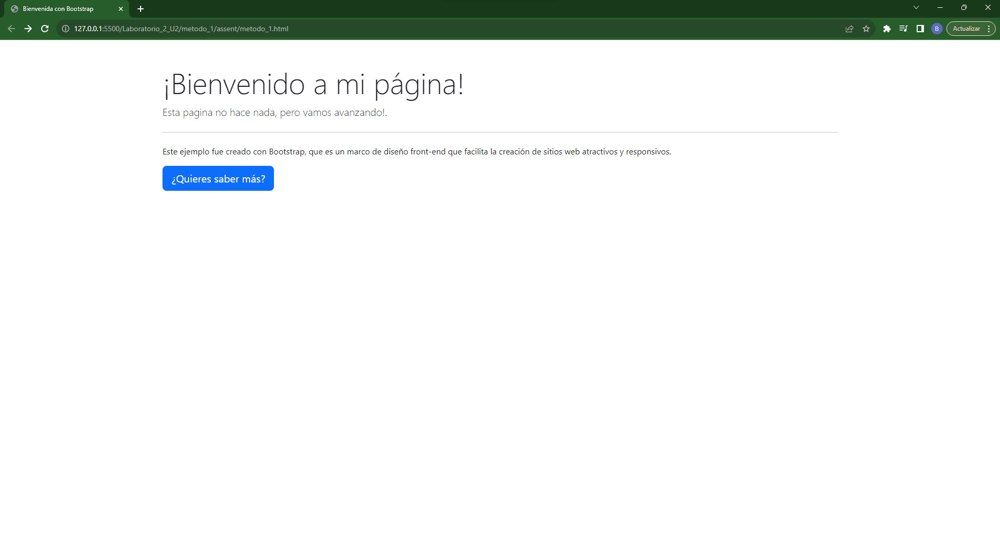 Bienvenida con Bootstrap
127.0.0.1:5500/Laboratorio_2_U2/metodo_1/assent/metodo_1.html
B
Actualizar
¡Bienvenido a mi página!
Esta pagina no hace nada, pero vamos avanzando!.
Este ejemplo fue creado con Bootstrap, que es un marco de diseño front-end que facilita la creación de sitios web atractivos y responsivos.
¿Quieres saber más?